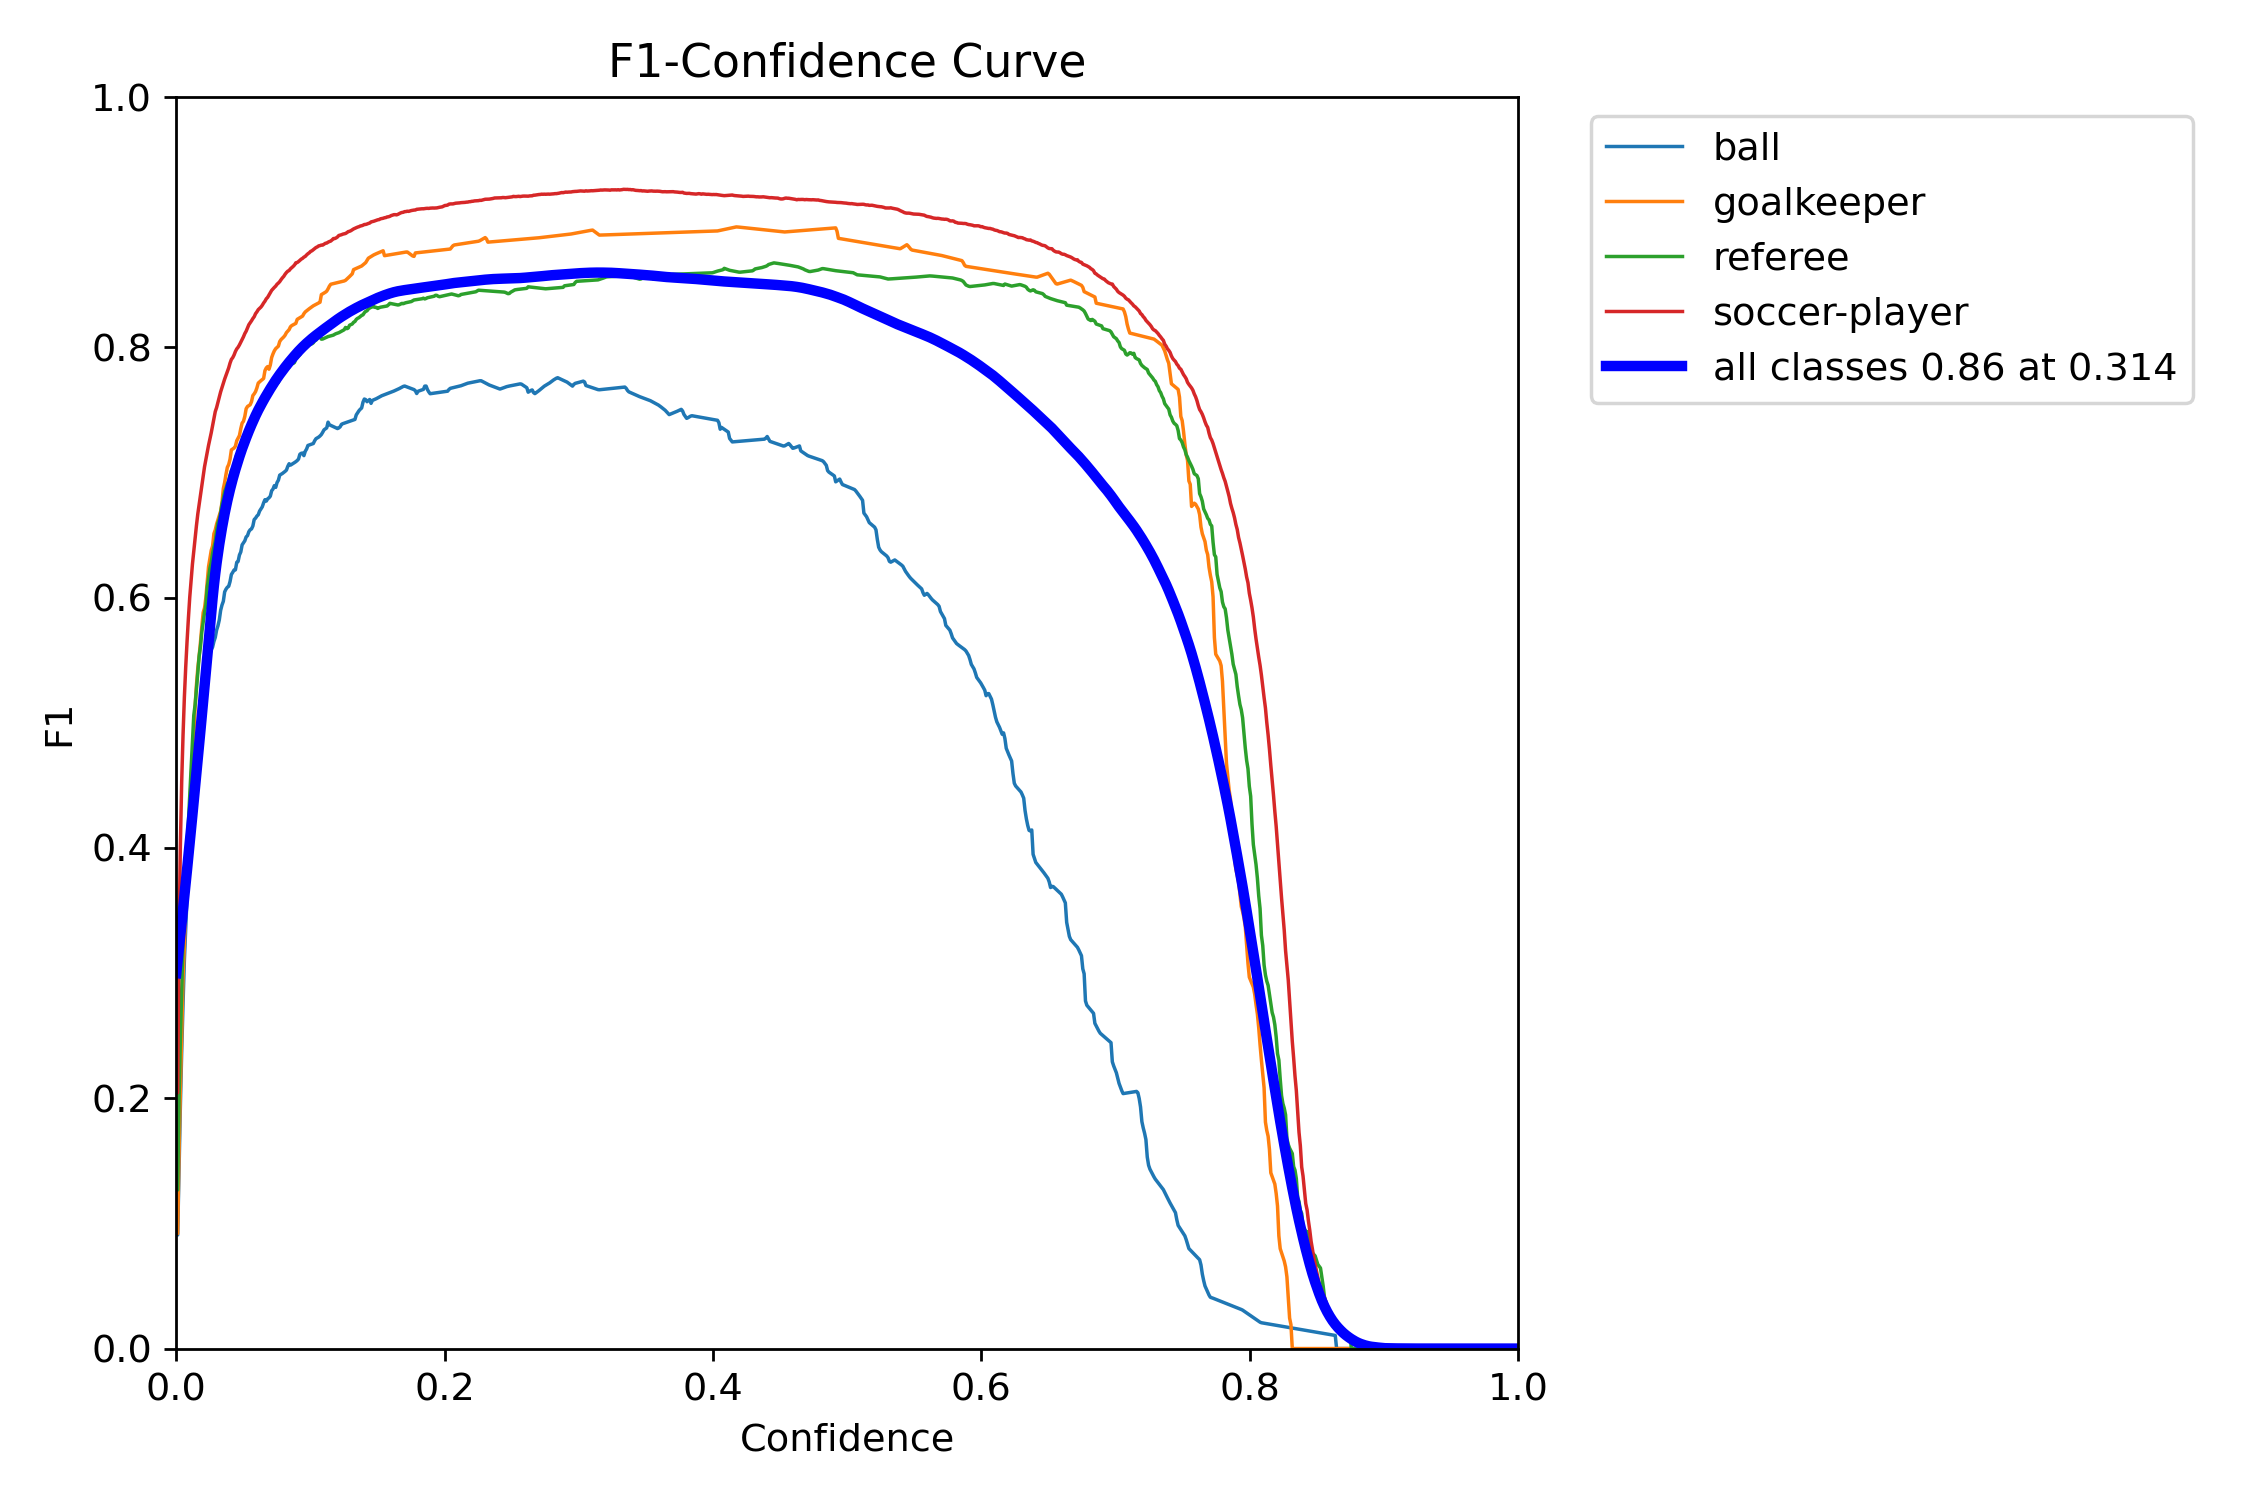 F1-Confidence Curve
1.0
0.8
0.6
0.4
0.2
0.0
F1
0.0 0.2 0.4 0.6 0.8 1.0
Confidence
ball
goalkeeper
referee
soccer-player
all classes 0.86 at 0.314